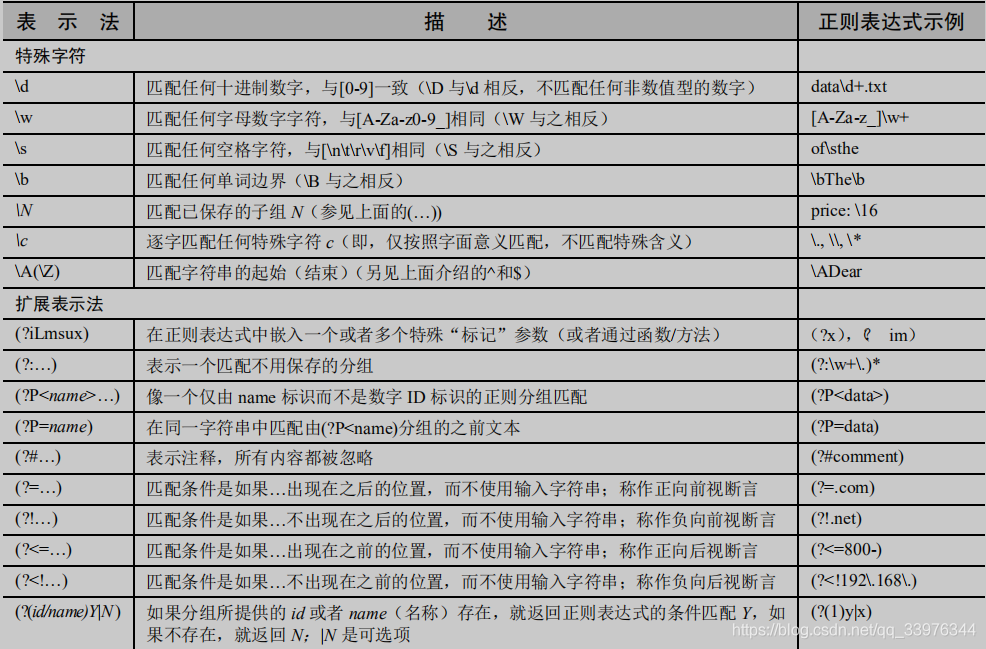 表 示 法 描 述 正则表达式示例
特殊字符
\d 匹配任何十进制数字，与[0-9]一致（\D 与\d 相反，不匹配任何非数值型的数字） data\d+.txt
\w 匹配任何字母数字字符，与[A-Za-z0-9_]相同（\W 与之相反） [A-Za-z_]\w+
\s 匹配任何空格字符，与[\n\t\r\v\f]相同（\S 与之相反） of\sthe
\b 匹配任何单词边界（\B 与之相反） \bThe\b
\N 匹配已保存的子组 N（参见上面的(…)) price: \16
\c 逐字匹配任何特殊字符 c（即，仅按照字面意义匹配，不匹配特殊含义） \., \\, \*
\A(\Z) 匹配字符串的起始（结束）（另见上面介绍的^和$） \ADear
扩展表示法
(?iLmsux) 在正则表达式中嵌入一个或者多个特殊“标记”参数（或者通过函数/方法） （?x），（? im）
(?:…) 表示一个匹配不用保存的分组 (?:\w+\.)*
(?P<name>…) 像一个仅由 name 标识而不是数字 ID 标识的正则分组匹配 (?P<data>)
(?P=name) 在同一字符串中匹配由(?P<name)分组的之前文本 (?P=data)
(?#…) 表示注释，所有内容都被忽略 (?#comment)
(?=…) 匹配条件是如果…出现在之后的位置，而不使用输入字符串；称作正向前视断言 (?=.com)
(?!…) 匹配条件是如果…不出现在之后的位置，而不使用输入字符串；称作负向前视断言 (?!.net)
(?<=…) 匹配条件是如果…出现在之前的位置，而不使用输入字符串；称作正向后视断言 (?<=800-)
(?<!…) 匹配条件是如果…不出现在之前的位置，而不使用输入字符串；称作负向后视断言 (?<!192\.168\.)
(?(id/name)Y|N) 如果分组所提供的 id 或者 name（名称）存在，就返回正则表达式的条件匹配 Y，如 (?(1)y|x)
果不存在，就返回 N；|N 是可选项
https://blog.csdn.net/qq_33976344